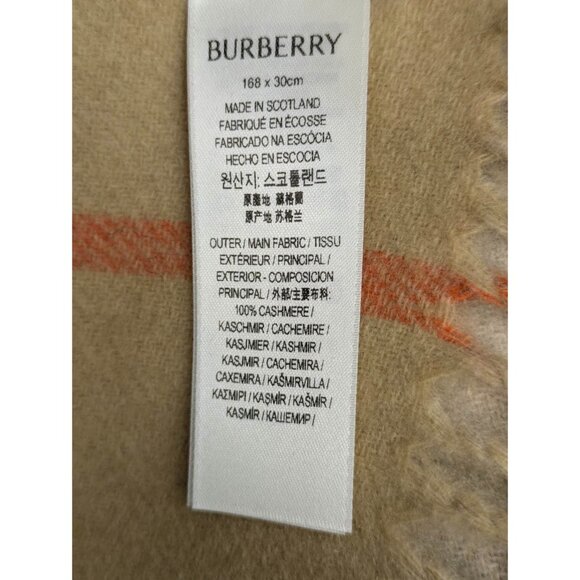 BURBERRY
168 x 30cm
MADE IN SCOTLAND
FABRIQUÉ EN ÉCOSSE
FABRICADO NA ESCÓCIA
HECHO EN ESCOCIA
원산지: 스코틀랜드
原產地 蘇格蘭
原产地 苏格兰
OUTER / MAIN FABRIC / TISSU
EXTÉRIEUR / PRINCIPAL /
EXTERIOR - COMPOSICION
PRINCIPAL / 外部/主要布料:
100% CASHMERE /
KASCHMIR / CACHEMIRE /
KASJMIER / KASHMIR /
KASJMIR / CACHEMIRA /
CAXEMIRA / KAŠMIRVILLA /
ΚΑΣΜΙΡΙ / KAŞMİR / KAŠMÍR /
KAŠMÍR / КАШЕМИР /